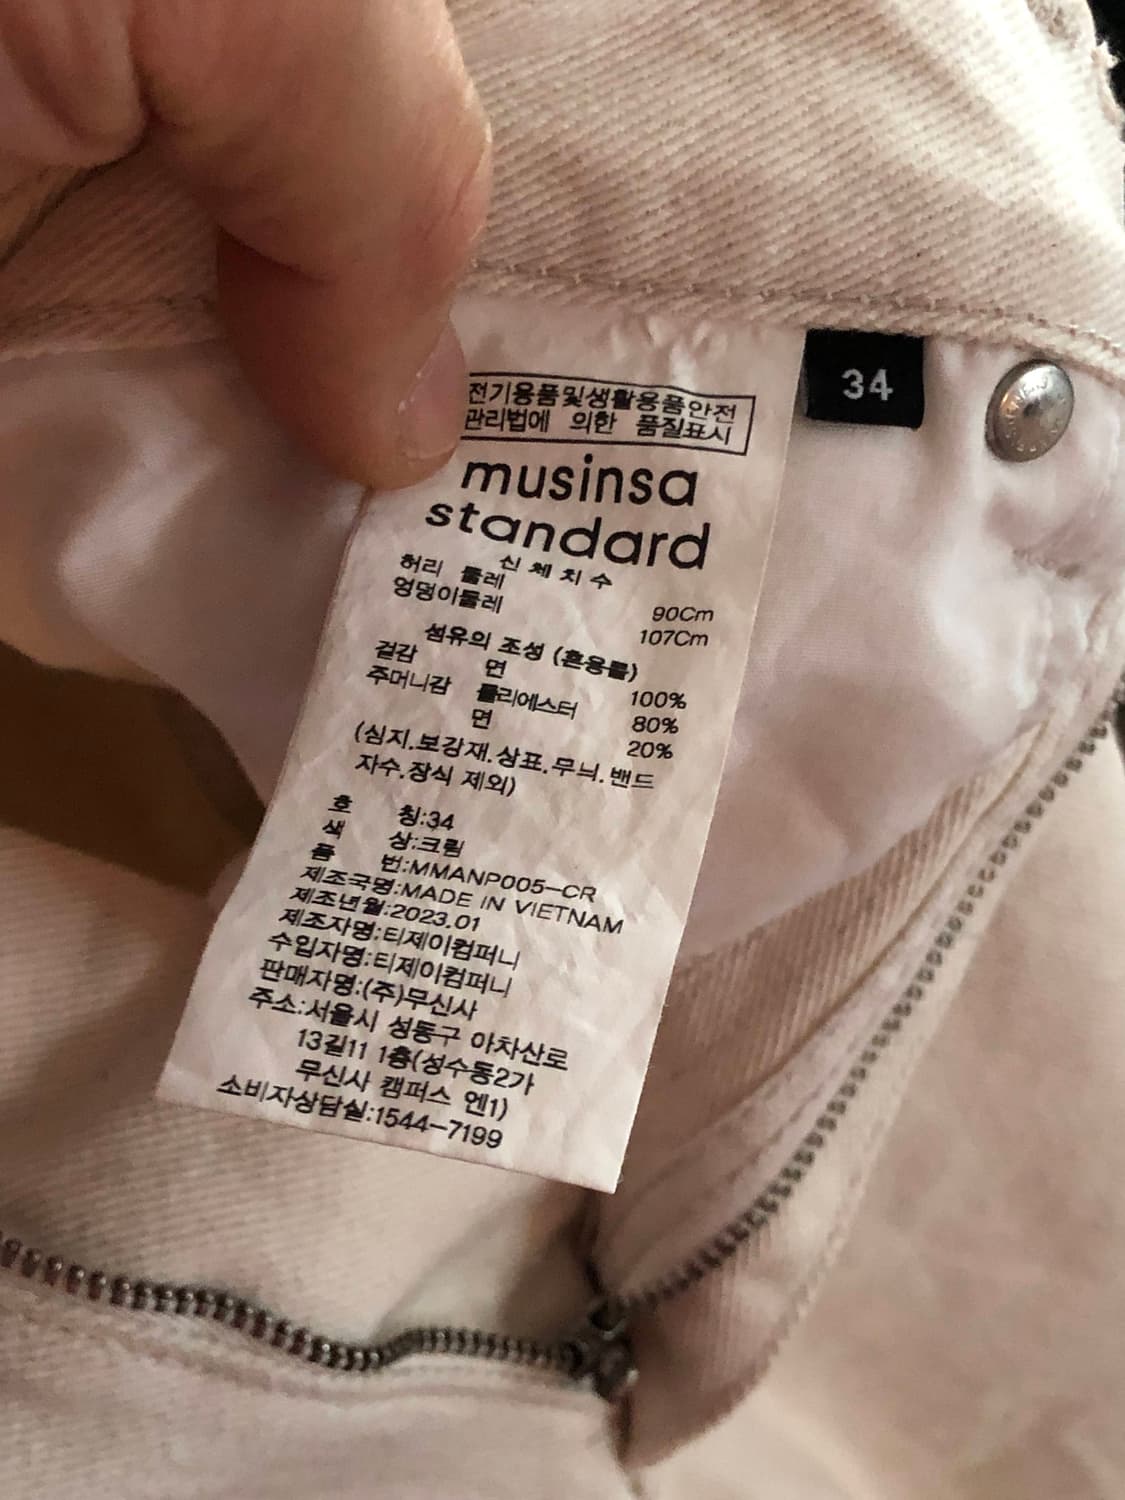 전기용품및생활용품안전
관리법에 의한 품질표시
34
musinsa
standard
신체치수
허리 둘레 90Cm
엉덩이둘레 107Cm
섬유의 조성 (혼용률)
겉감 면 100%
주머니감 폴리에스터 80%
면 20%
(심지.보강재.상표.무늬.밴드
자수.장식 제외)
호 칭:34
색 상:크림
품 번:MMANP005-CR
제조국명:MADE IN VIETNAM
제조년월:2023.01
제조자명:티제이컴퍼니
수입자명:티제이컴퍼니
판매자명:(주)무신사
주소:서울시 성동구 아차산로
13길11 1층(성수동2가
무신사 캠퍼스 엔1)
소비자상담실:1544-7199